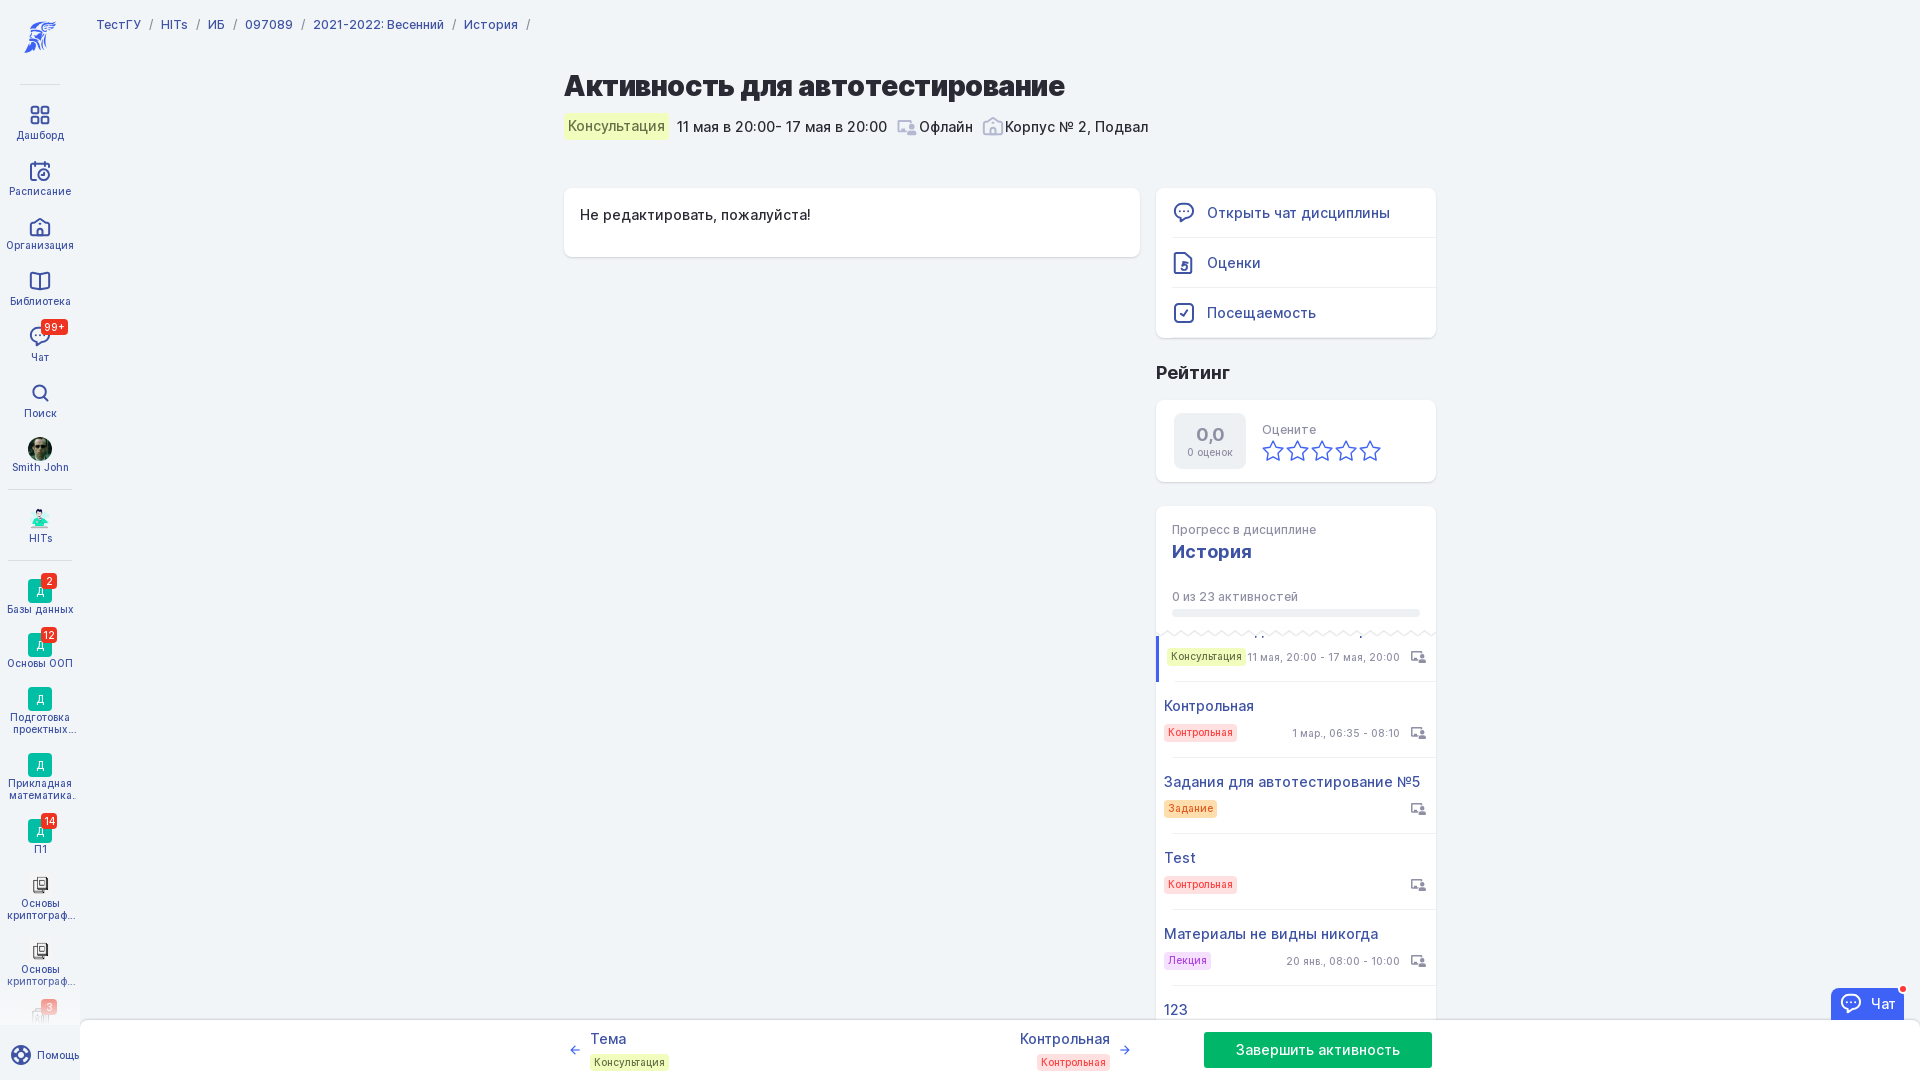 ТестГУ / HITs / ИБ / 097089 / 2021-2022: Весенний / История /
Дашборд
Расписание
Организация
Библиотека
99+
Чат
Поиск
Smith John
HITs
2
Д
Базы данных
12
Д
Основы ООП
Д
Подготовка
проектных...
Д
Прикладная
математика.
14
Д
П1
Основы
криптограф...
Основы
криптограф...
3
Помощь
Активность для автотестирование
Консультация 11 мая в 20:00- 17 мая в 20:00 Офлайн Корпус № 2, Подвал
Не редактировать, пожалуйста!
Открыть чат дисциплины
Оценки
Посещаемость
Рейтинг
0,0
0 оценок
Оцените
Прогресс в дисциплине
История
0 из 23 активностей
Консультация 11 мая, 20:00 - 17 мая, 20:00
Контрольная
Контрольная 1 мар., 06:35 - 08:10
Задания для автотестирование №5
Задание
Test
Контрольная
Материалы не видны никогда
Лекция 20 янв., 08:00 - 10:00
123
Чат
Тема
Консультация
Контрольная
Контрольная
Завершить активность